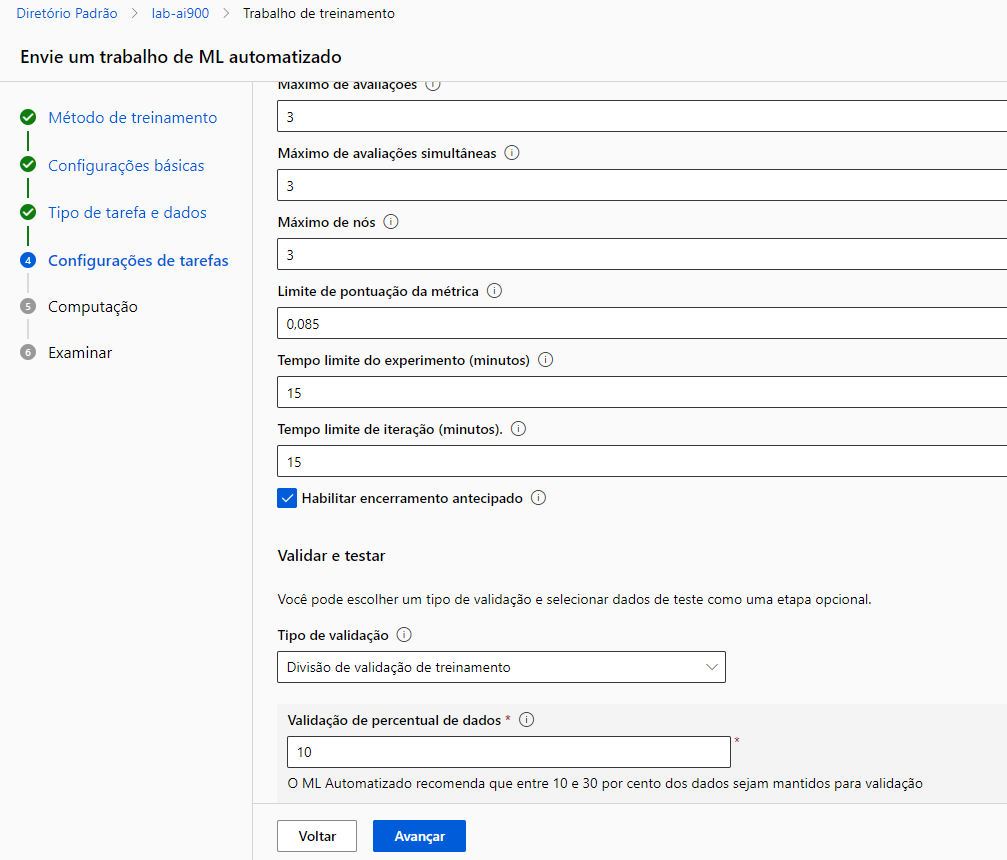 Diretório Padrão > lab-ai900 > Trabalho de treinamento
Envie um trabalho de ML automatizado
Método de treinamento
Configurações básicas
Tipo de tarefa e dados
4 Configurações de tarefas
5 Computação
6 Examinar
Máximo de avaliações
3
Máximo de avaliações simultâneas
3
Máximo de nós
3
Limite de pontuação da métrica
0,085
Tempo limite do experimento (minutos)
15
Tempo limite de iteração (minutos).
15
Habilitar encerramento antecipado
Validar e testar
Você pode escolher um tipo de validação e selecionar dados de teste como uma etapa opcional.
Tipo de validação
Divisão de validação de treinamento
Validação de percentual de dados *
10 *
O ML Automatizado recomenda que entre 10 e 30 por cento dos dados sejam mantidos para validação
Voltar Avançar